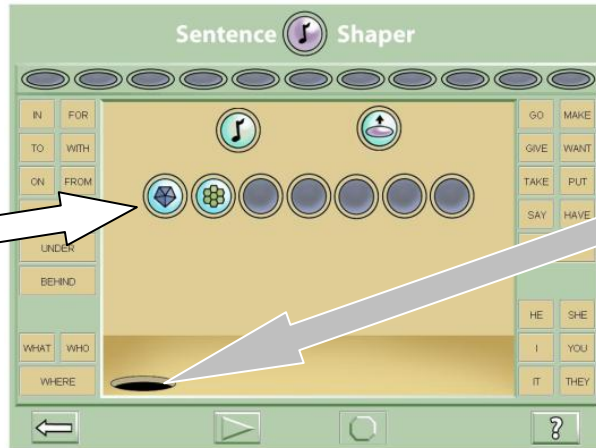 Sentence Shaper
IN FOR
TO WITH
ON FROM
UNDER
BEHIND
WHAT WHO
WHERE
GO MAKE
GIVE WANT
TAKE PUT
SAY HAVE
HE SHE
I YOU
IT THEY
?